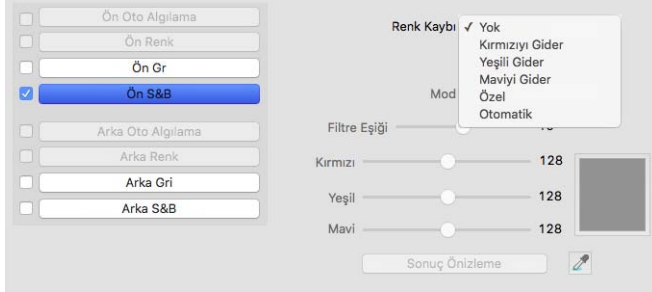 Ön Oto Algılama
Ön Renk
Ön Gr
Ön S&B
Arka Oto Algılama
Arka Renk
Arka Gri
Arka S&B
Renk Kaybı
✓ Yok
Kırmızıyı Gider
Yeşili Gider
Maviyi Gider
Özel
Otomatik
Mod
Filtre Eşiği
Kırmızı 128
Yeşil 128
Mavi 128
Sonuç Önizleme